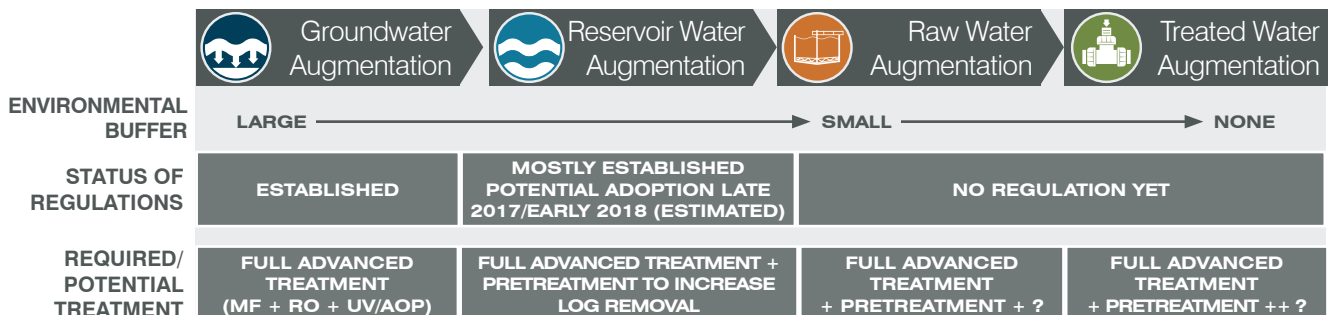 Groundwater
Augmentation
Reservoir Water
Augmentation
Raw Water
Augmentation
Treated Water
Augmentation
ENVIRONMENTAL
BUFFER
LARGE
SMALL
NONE
STATUS OF
REGULATIONS
ESTABLISHED
MOSTLY ESTABLISHED
POTENTIAL ADOPTION LATE
2017/EARLY 2018 (ESTIMATED)
NO REGULATION YET
REQUIRED/
POTENTIAL
TREATMENT
FULL ADVANCED
TREATMENT
(MF + RO + UV/AOP)
FULL ADVANCED TREATMENT +
PRETREATMENT TO INCREASE
LOG REMOVAL
FULL ADVANCED
TREATMENT
+ PRETREATMENT + ?
FULL ADVANCED
TREATMENT
+ PRETREATMENT ++ ?